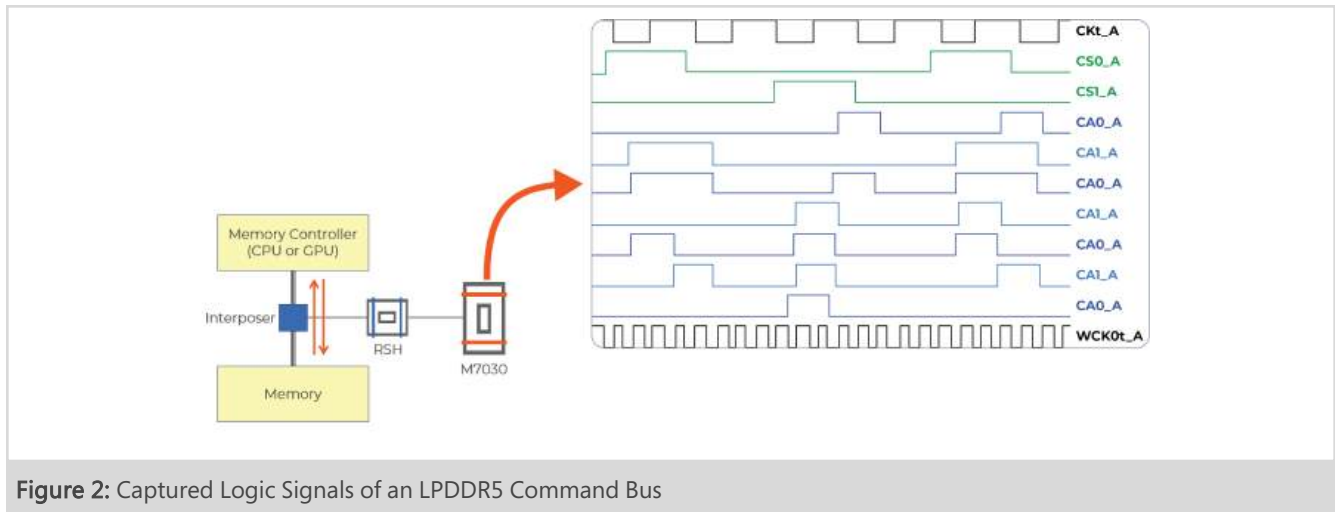 CKt_A
CS0_A
CS1_A
CA0_A
CA1_A
CA0_A
CA1_A
CA0_A
CA1_A
CA0_A
WCK0t_A
Memory Controller
(CPU or GPU)
Interposer
RSH
M7030
Memory
Figure 2: Captured Logic Signals of an LPDDR5 Command Bus